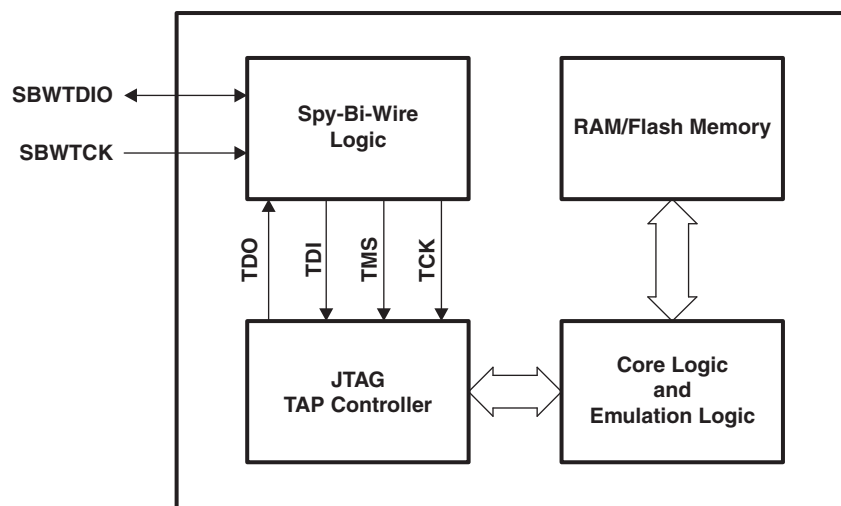 SBWTDIO
SBWTCK
Spy-Bi-Wire
Logic
RAM/Flash Memory
TDO
TDI
TMS
TCK
JTAG
TAP Controller
Core Logic
and
Emulation Logic